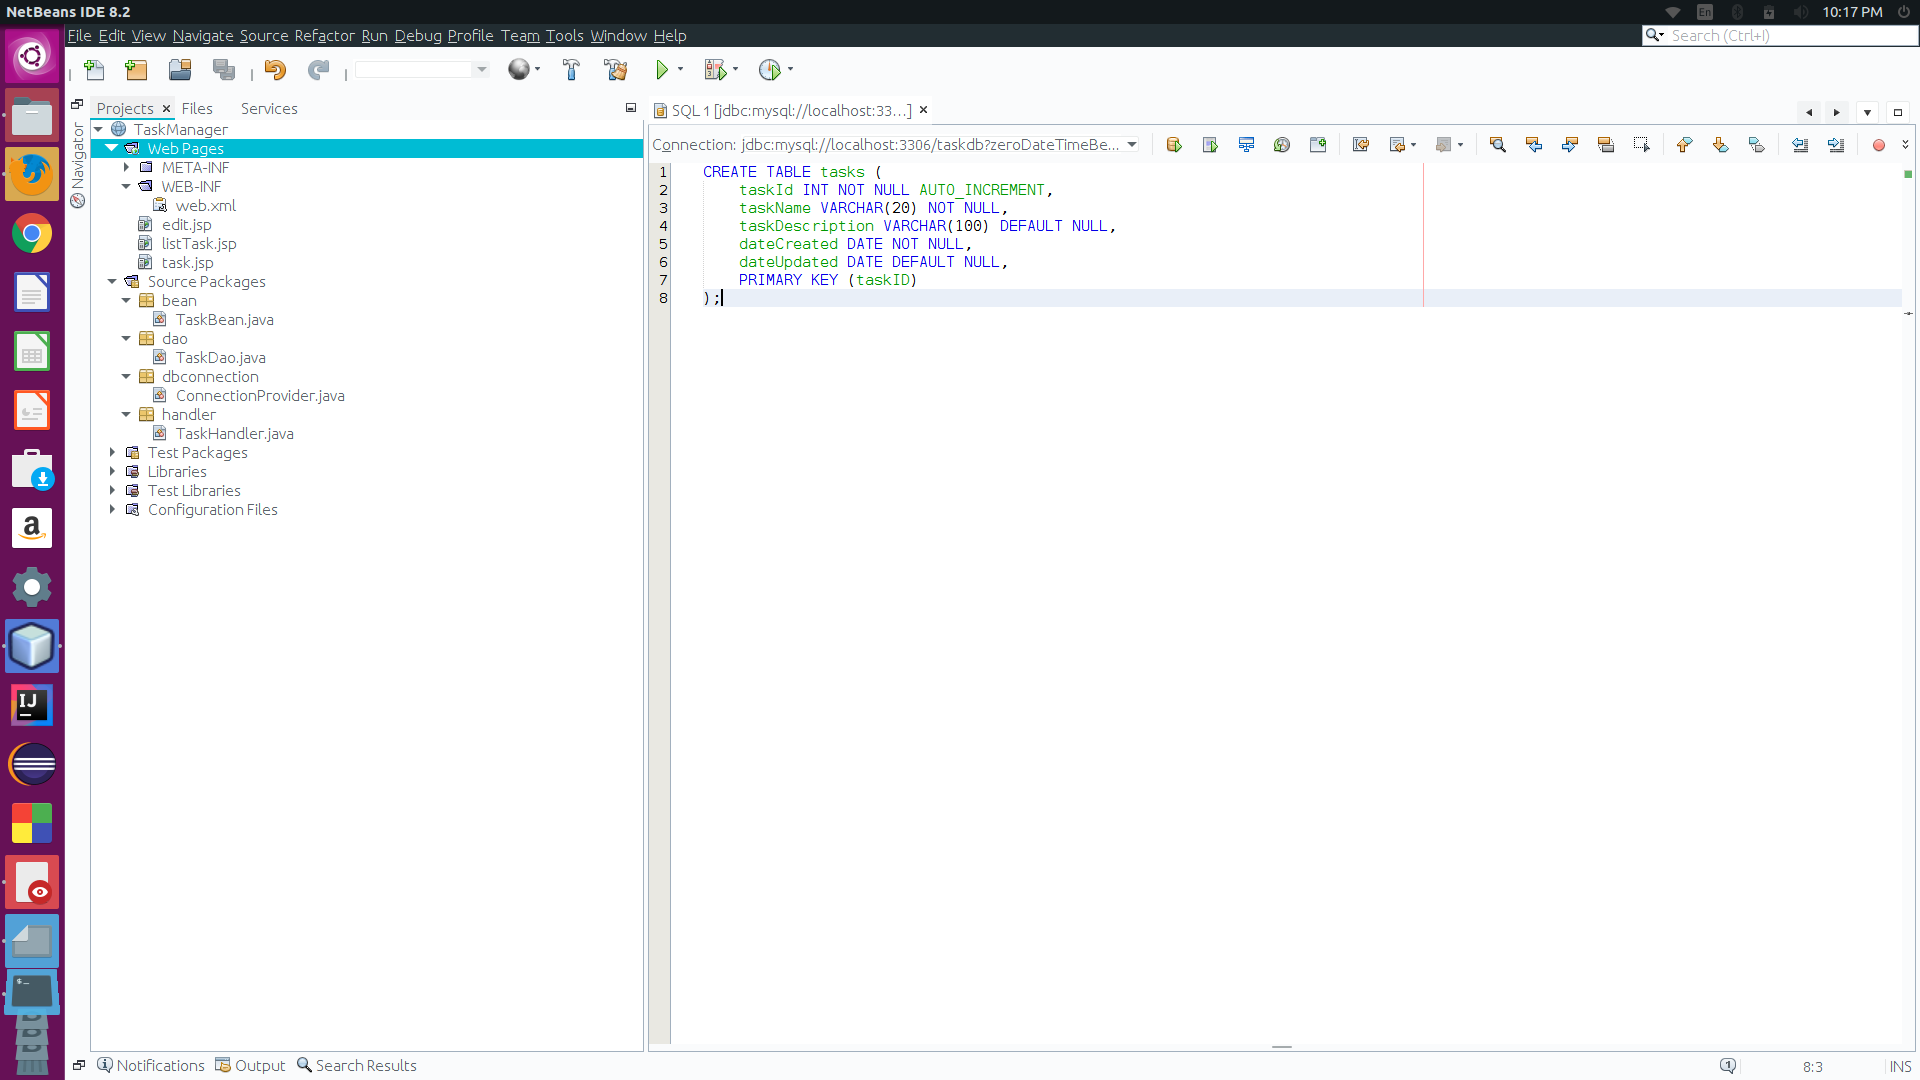 NetBeans IDE 8.2
En
10:17 PM
File Edit View Navigate Source Refactor Run Debug Profile Team Tools Window Help
Search (Ctrl+I)
Projects
Files
Services
SQL 1 [jdbc:mysql://localhost:33...]
Navigator
Connection: jdbc:mysql://localhost:3306/taskdb?zeroDateTimeBe...
TaskManager
Web Pages
META-INF
WEB-INF
web.xml
edit.jsp
listTask.jsp
task.jsp
Source Packages
bean
TaskBean.java
dao
TaskDao.java
dbconnection
ConnectionProvider.java
handler
TaskHandler.java
Test Packages
Libraries
Test Libraries
Configuration Files
1 CREATE TABLE tasks (
2 taskId INT NOT NULL AUTO_INCREMENT,
3 taskName VARCHAR(20) NOT NULL,
4 taskDescription VARCHAR(100) DEFAULT NULL,
5 dateCreated DATE NOT NULL,
6 dateUpdated DATE DEFAULT NULL,
7 PRIMARY KEY (taskID)
8 );
a
IJ
$_
Notifications
Output
Search Results
1
8:3
INS